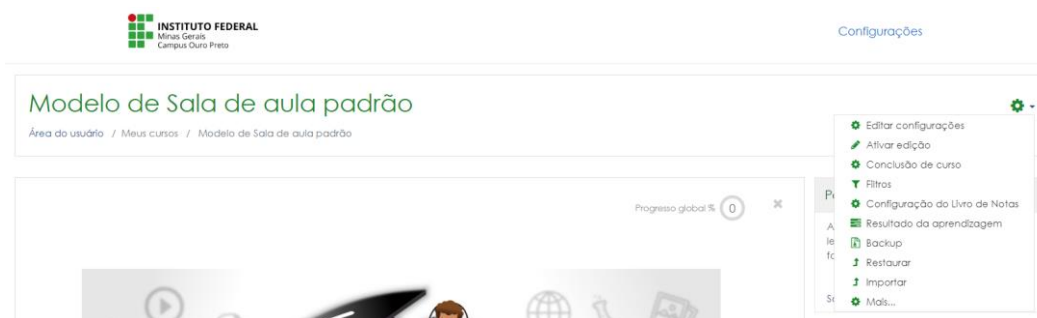 INSTITUTO FEDERAL
Minas Gerais
Campus Ouro Preto
Configurações
Modelo de Sala de aula padrão
Área do usuário / Meus cursos / Modelo de Sala de aula padrão
Editar configurações
Ativar edição
Conclusão de curso
Filtros
Configuração do Livro de Notas
Resultado da aprendizagem
Backup
Restaurar
Importar
Mais...
Progresso global % 0